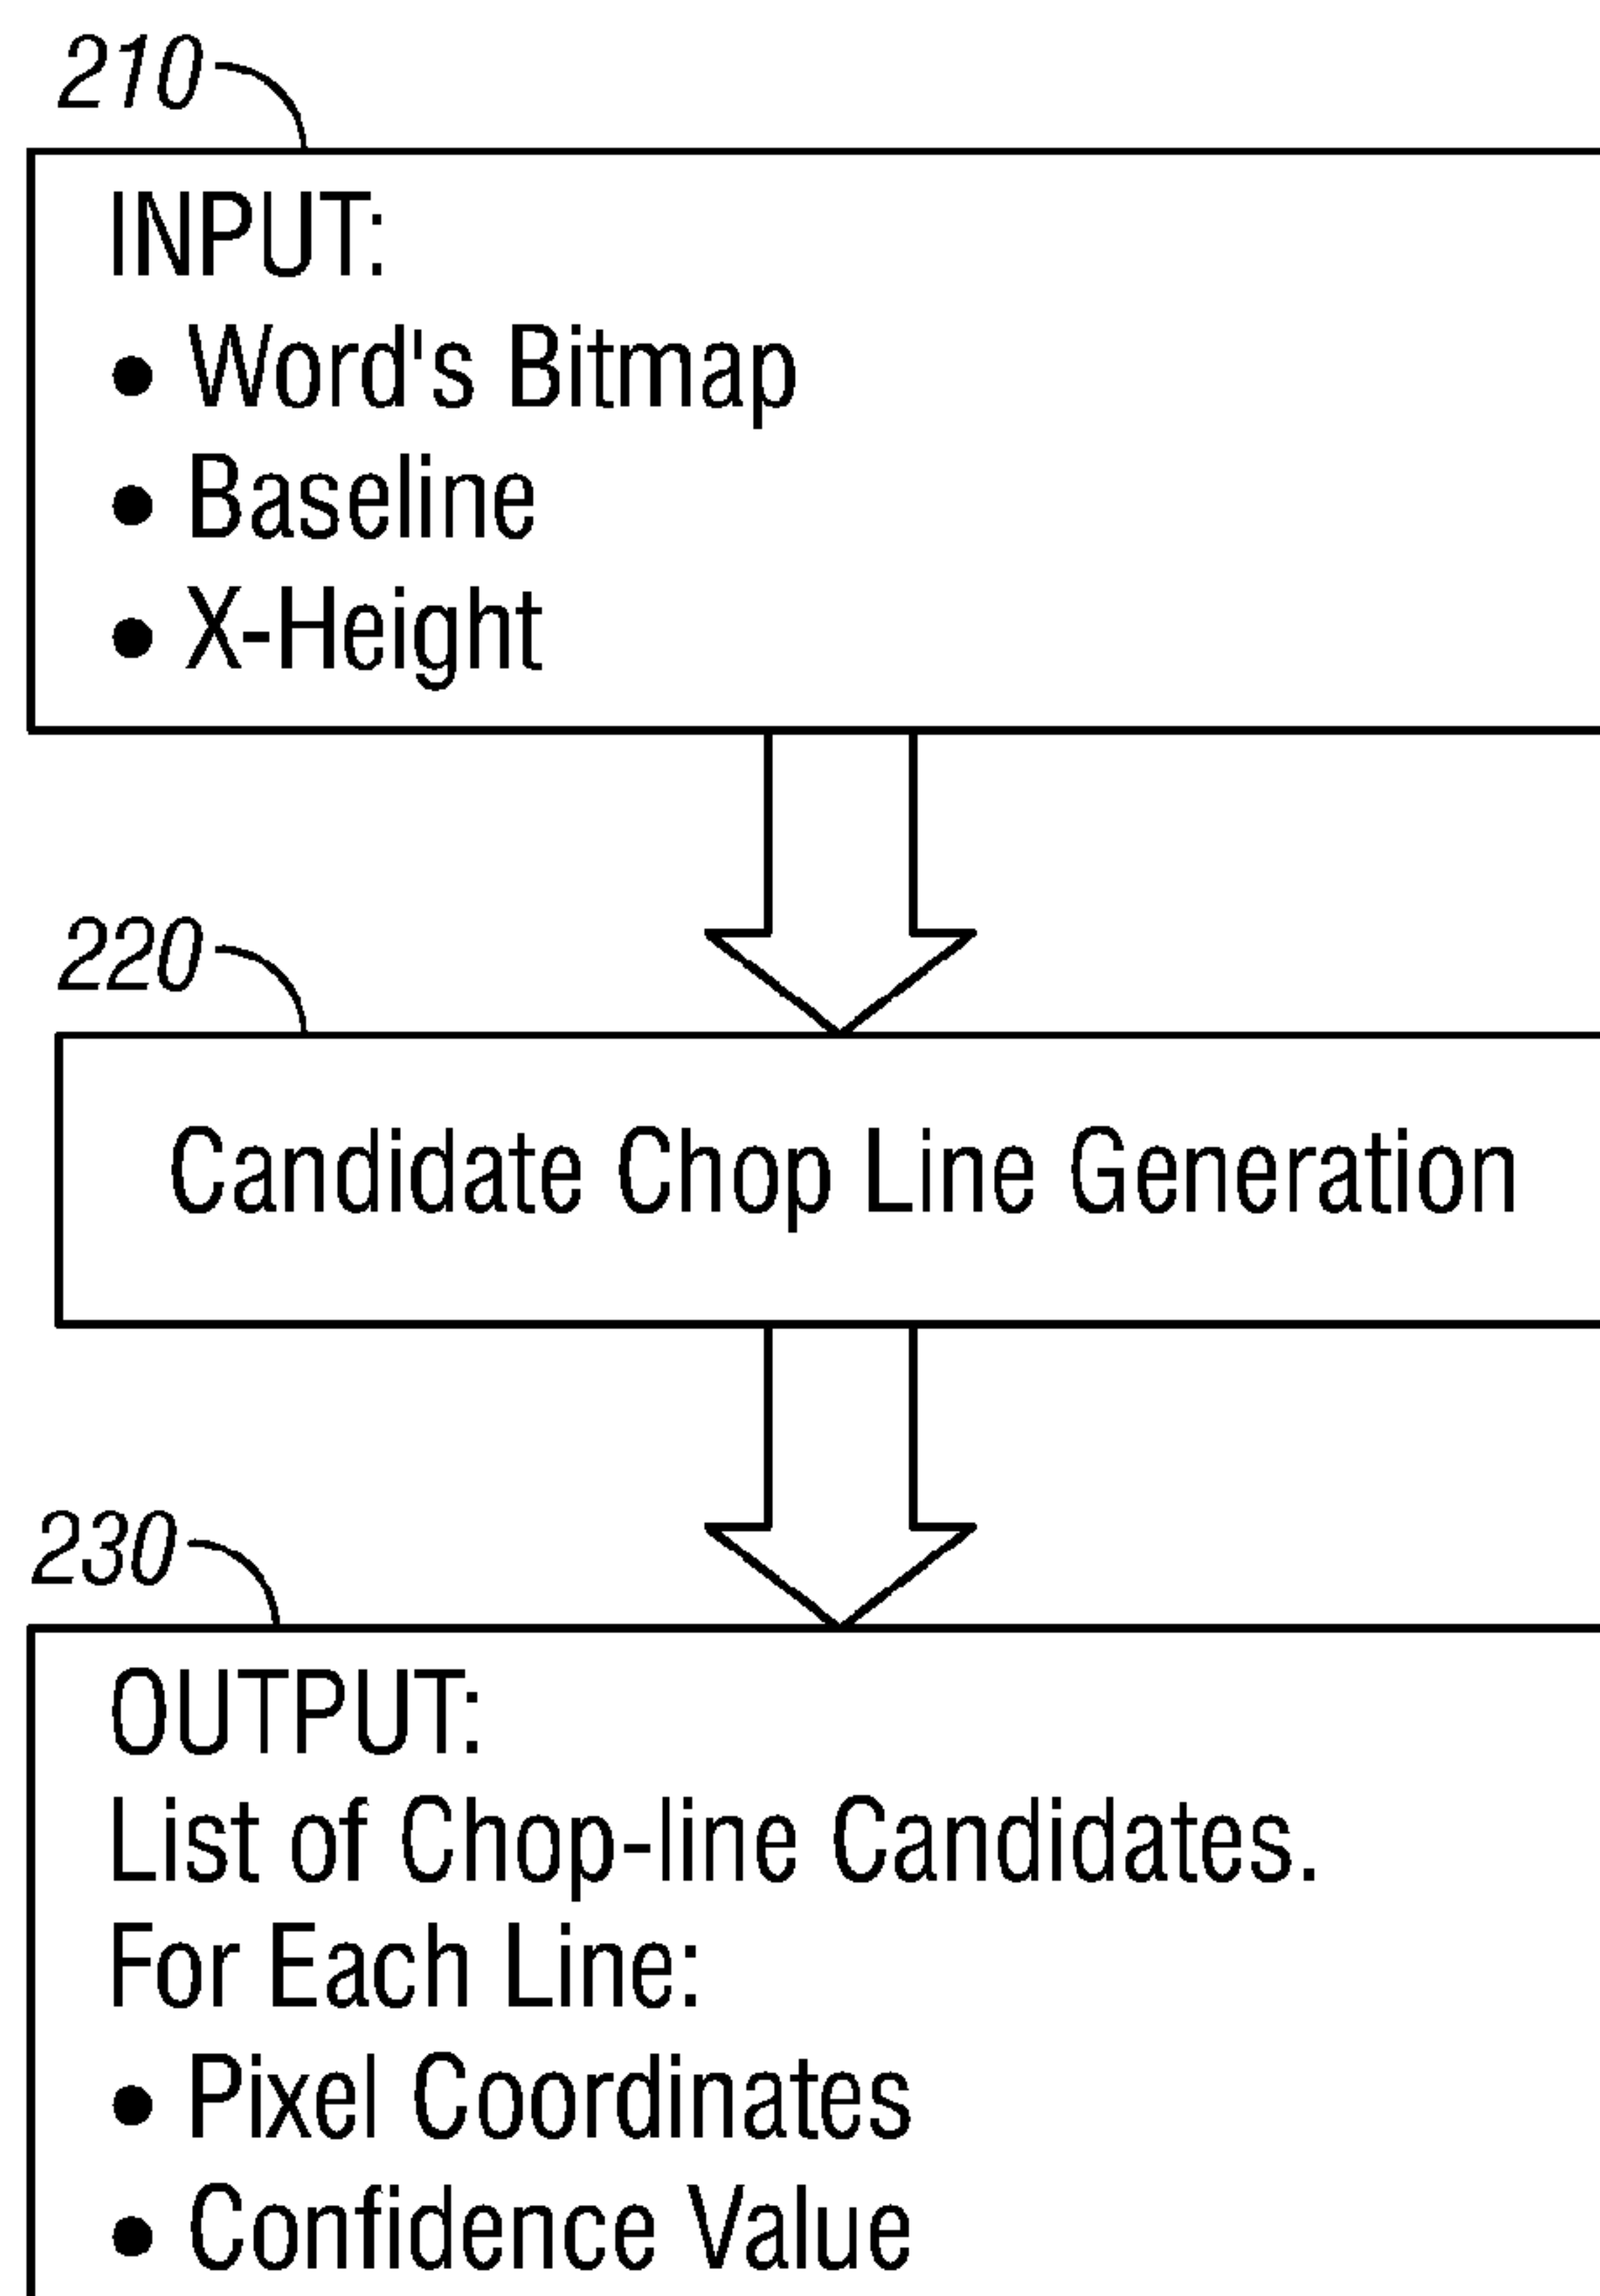 210
INPUT:
• Word's Bitmap
• Baseline
• X-Height
220
Candidate Chop Line Generation
230
OUTPUT:
List of Chop-line Candidates.
For Each Line:
• Pixel Coordinates
• Confidence Value